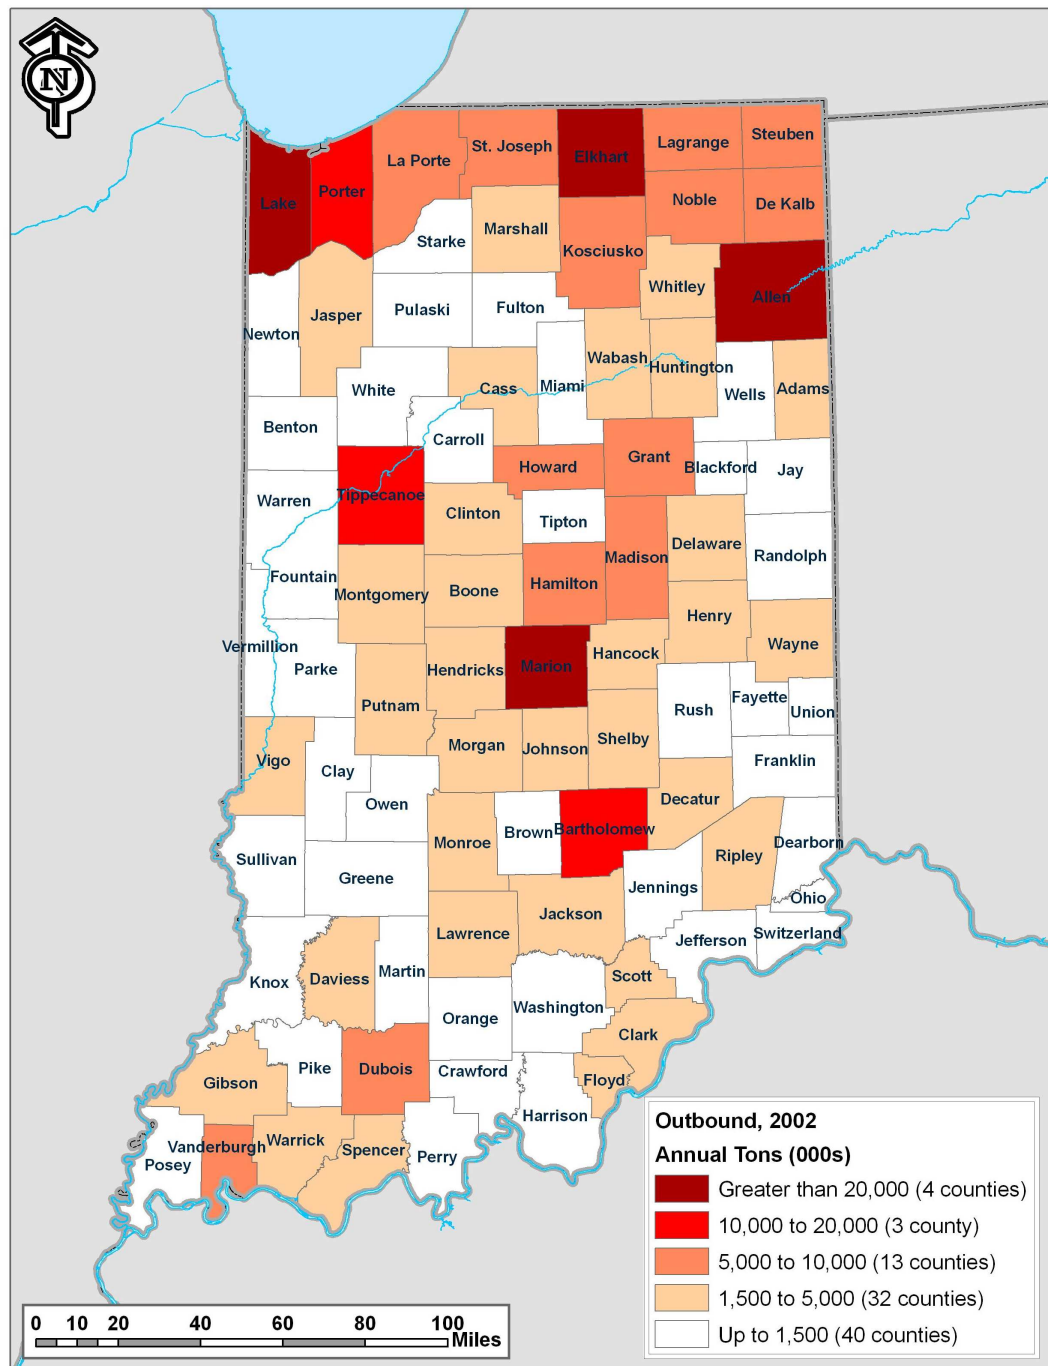 N
Steuben
St. Joseph
Lagrange
Elkhart
La Porte
Porter
Noble
De Kalb
Lake
Marshall
Starke
Kosciusko
Whitley
Allen
Fulton
Pulaski
Jasper
Newton
Wabash
Huntington
Miami
Cass
White
Wells
Adams
Benton
Carroll
Grant
Howard
Blackford
Jay
Tippecanoe
Warren
Clinton
Tipton
Delaware
Randolph
Madison
Fountain
Hamilton
Boone
Montgomery
Henry
Wayne
Vermillion
Hancock
Marion
Parke
Hendricks
Fayette
Putnam
Rush
Union
Shelby
Morgan
Johnson
Vigo
Franklin
Clay
Decatur
Owen
Brown
Bartholomew
Monroe
Dearborn
Ripley
Sullivan
Greene
Jennings
Ohio
Jackson
Lawrence
Switzerland
Jefferson
Martin
Scott
Daviess
Knox
Washington
Orange
Clark
Pike
Dubois
Crawford
Floyd
Gibson
Harrison
Warrick
Vanderburgh
Spencer
Perry
Posey
Outbound, 2002
Annual Tons (000s)
Greater than 20,000 (4 counties)
10,000 to 20,000 (3 county)
5,000 to 10,000 (13 counties)
1,500 to 5,000 (32 counties)
Up to 1,500 (40 counties)
0 10 20 40 60 80 100
Miles